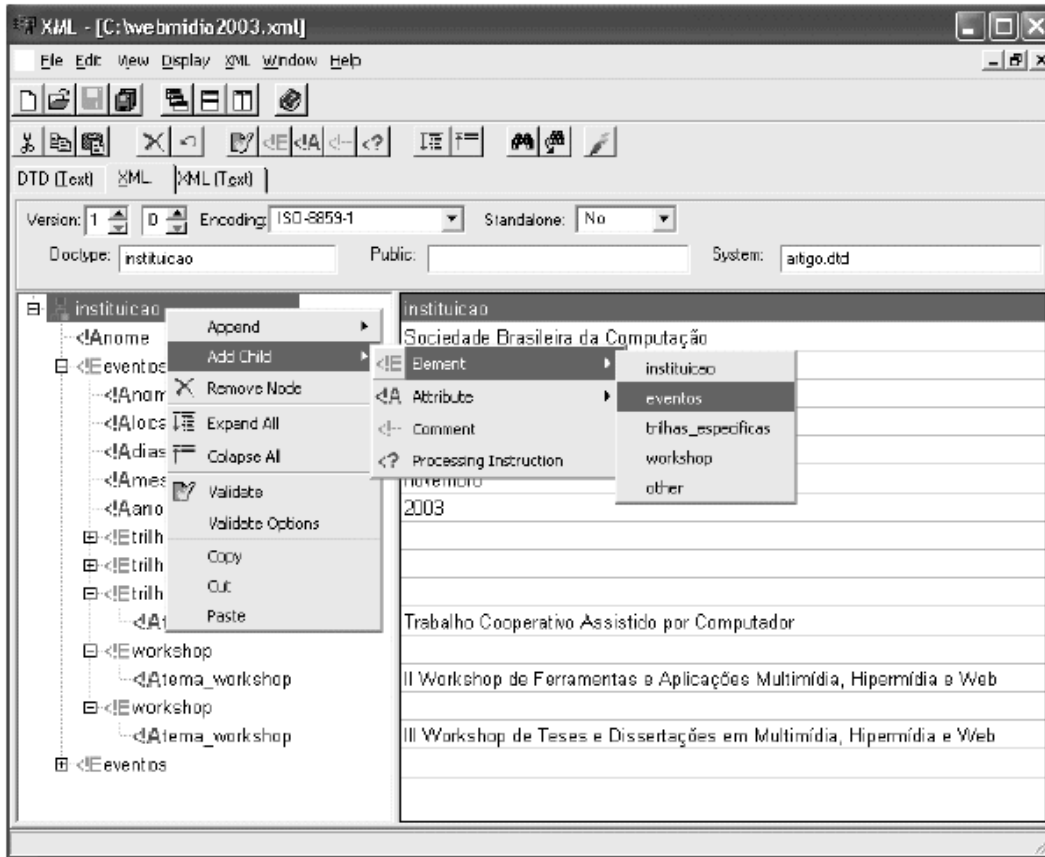 XML - [C:\webmidia2003.xml]
File Edit View Display XML Window Help
<!E <!A <!-- <?
DTD (Text) XML XML (Text)
Version: 1 0 Encoding: ISO-8859-1 Standalone: No
Doctype: instituicao Public: System: artigo.dtd
instituicao instituicao
<!Anome Sociedade Brasileira da Computação
<!Eeventos
<!Anom
<!Aloca
<!Adias
<!Ames novembro
<!Aano 2003
<!Etrilh
<!Etrilh
<!Etrilh
<!At Trabalho Cooperativo Assistido por Computador
<!Eworkshop
<!Atema_workshop II Workshop de Ferramentas e Aplicações Multimídia, Hipermídia e Web
<!Eworkshop
<!Atema_workshop III Workshop de Teses e Dissertações em Multimídia, Hipermídia e Web
<!Eeventos
Append
Add Child
Remove Node
Expand All
Colapse All
Validate
Validate Options
Copy
Cut
Paste
<!E Element
<!A Attribute
<!-- Comment
<? Processing Instruction
instituicao
eventos
trilhas_especificas
workshop
other